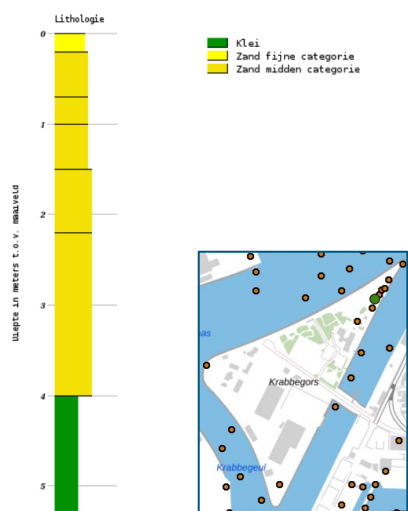 Lithologie
0
1
2
3
4
5
Diepte in meters t.o.v. maaiveld
Klei
Zand fijne categorie
Zand midden categorie
aas
Krabbegors
Krabbegeul